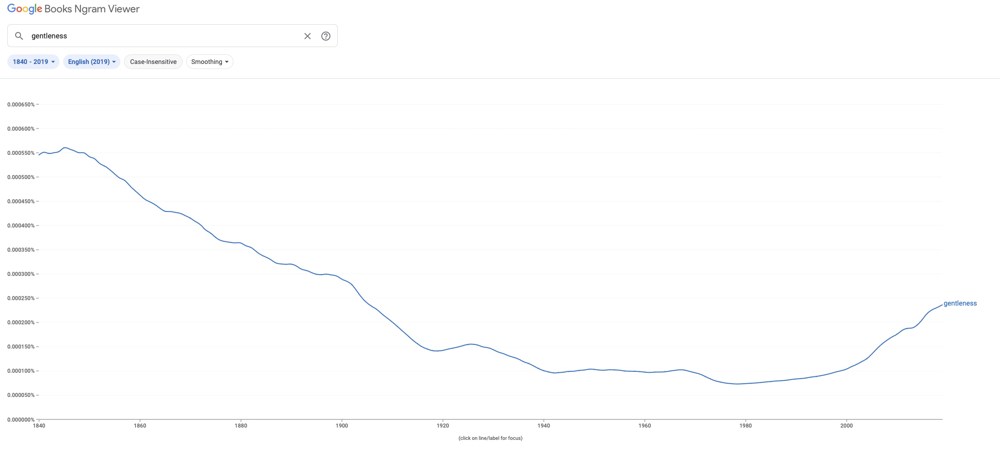 Google Books Ngram Viewer
gentleness
1840 - 2019 English (2019) Case-Insensitive Smoothing
0.000650%
0.000600%
0.000550%
0.000500%
0.000450%
0.000400%
0.000350%
0.000300%
0.000250%
gentleness
0.000200%
0.000150%
0.000100%
0.000050%
0.000000%
1840 1860 1880 1900 1920 1940 1960 1980 2000
(click on line/label for focus)